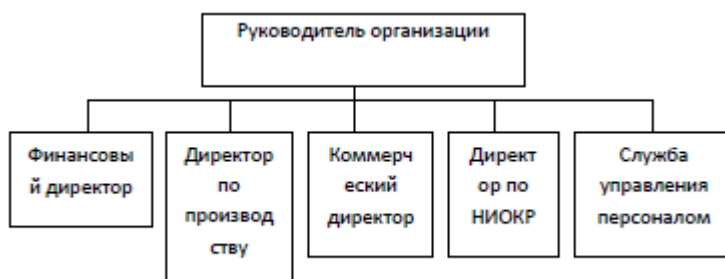 Руководитель организации
Финансовы
й директор
Директор
по
производ
ству
Коммерч
еский
директор
Директ
ор по
НИОКР
Служба
управления
персоналом